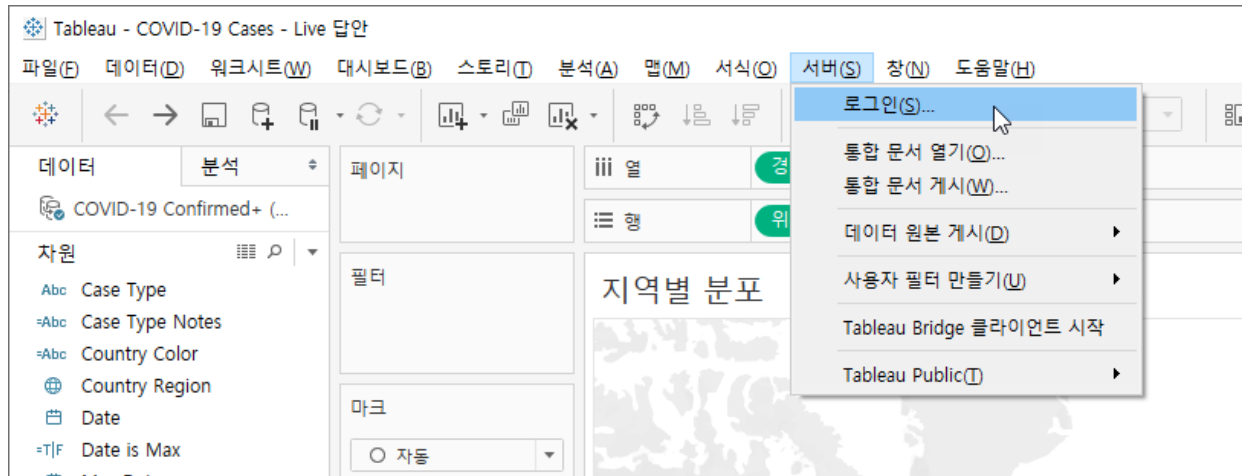 Tableau - COVID-19 Cases - Live 답안
파일(F) 데이터(D) 워크시트(W) 대시보드(B) 스토리(T) 분석(A) 맵(M) 서식(O) 서버(S) 창(N) 도움말(H)
로그인(S)...
통합 문서 열기(O)...
통합 문서 게시(W)...
데이터 원본 게시(D)
사용자 필터 만들기(U)
Tableau Bridge 클라이언트 시작
Tableau Public(T)
데이터 분석
COVID-19 Confirmed+ (...
차원
Abc Case Type
=Abc Case Type Notes
=Abc Country Color
Country Region
Date
=T|F Date is Max
페이지
필터
마크
자동
열 경
행 위
지역별 분포